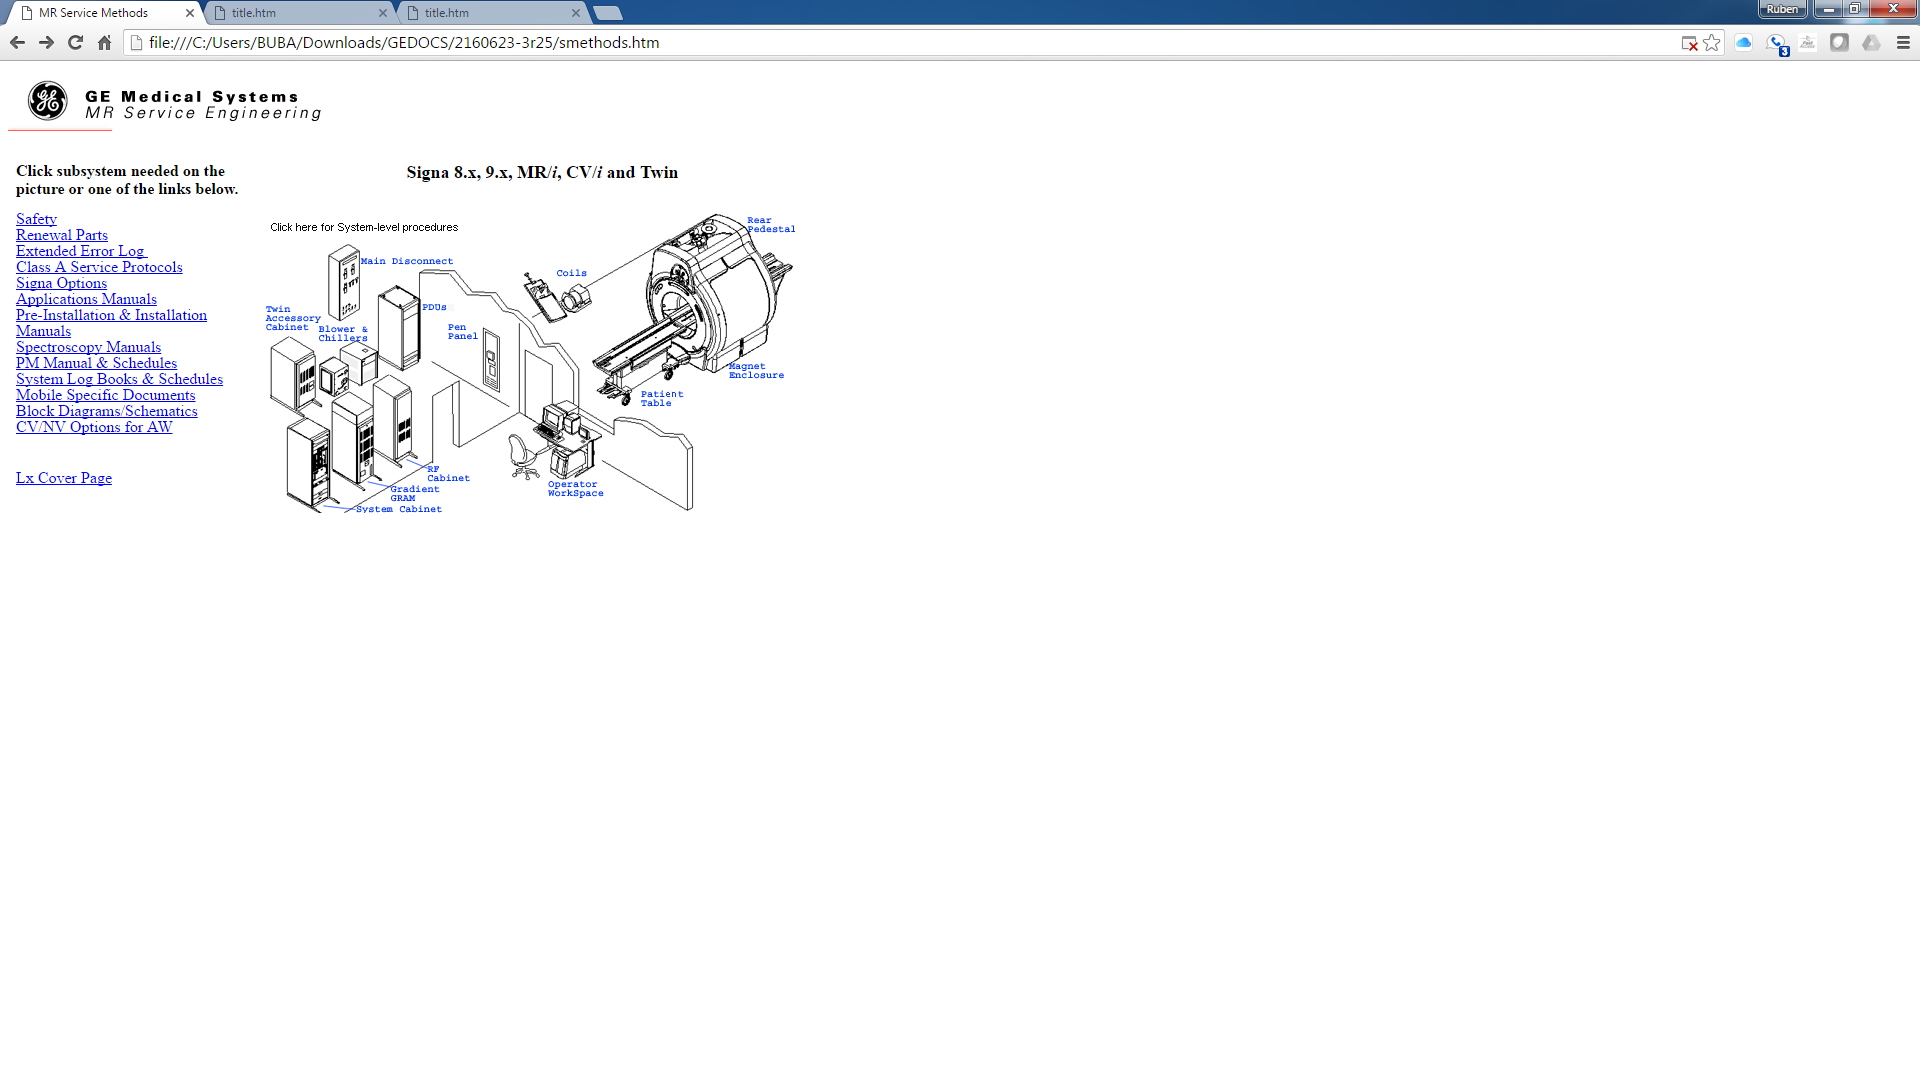 MR Service Methods
title.htm
title.htm
Ruben
file:///C:/Users/BUBA/Downloads/GEDOCS/2160623-3r25/smethods.htm
3
GE Medical Systems
MR Service Engineering
Click subsystem needed on the
picture or one of the links below.
Safety
Renewal Parts
Extended Error Log
Class A Service Protocols
Signa Options
Applications Manuals
Pre-Installation & Installation
Manuals
Spectroscopy Manuals
PM Manual & Schedules
System Log Books & Schedules
Mobile Specific Documents
Block Diagrams/Schematics
CV/NV Options for AW
Lx Cover Page
Signa 8.x, 9.x, MR/i, CV/i and Twin
Click here for System-level procedures
Rear
Pedestal
Main Disconnect
Coils
PDUs
Twin
Accessory
Cabinet
Blower &
Chillers
Pen
Panel
Magnet
Enclosure
Patient
Table
RF
Cabinet
Gradient
GRAM
System Cabinet
Operator
WorkSpace